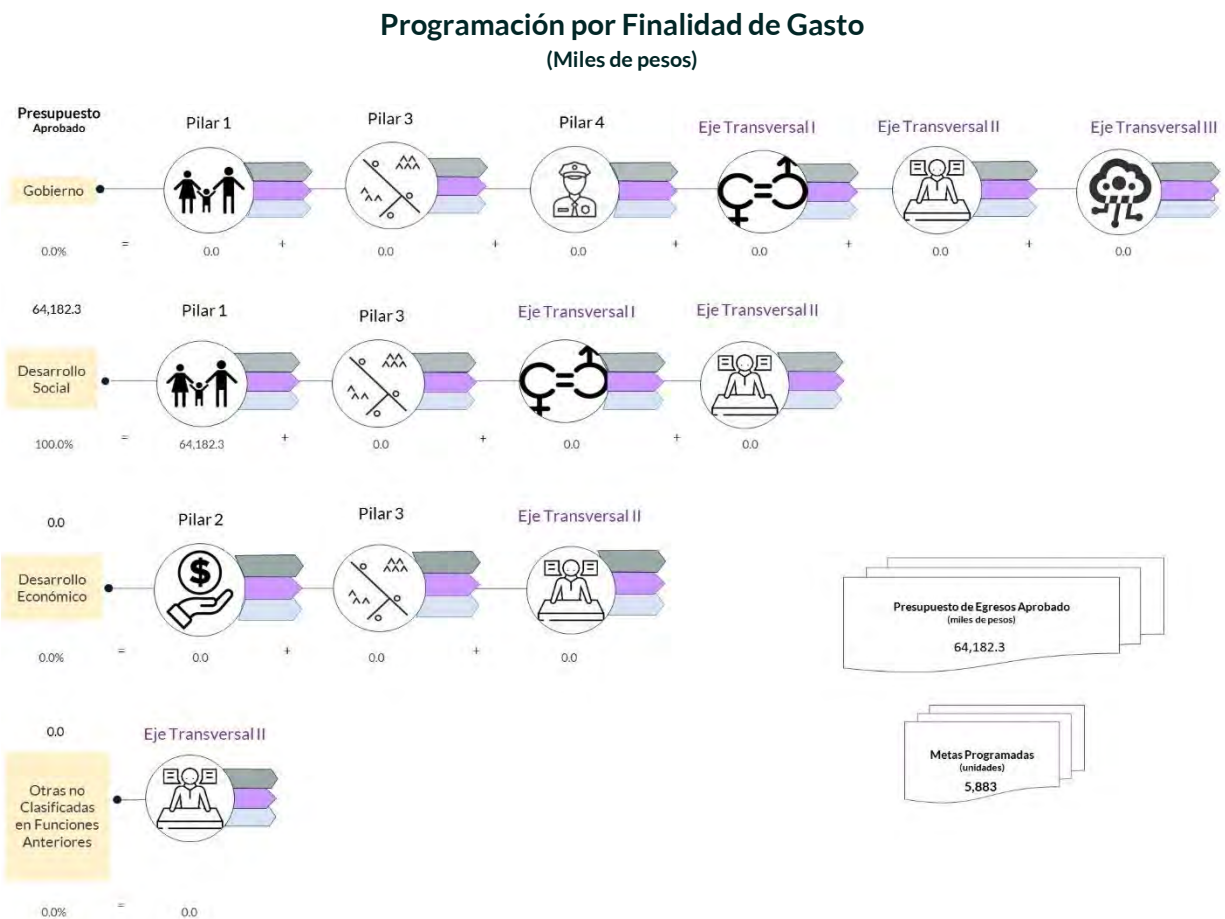 Programación por Finalidad de Gasto
(Miles de pesos)
Presupuesto
Aprobado
Pilar 1
Pilar 3
Pilar 4
Eje Transversal I
Eje Transversal II
Eje Transversal III
Gobierno
0.0%
=
0.0
+
0.0
+
0.0
+
0.0
+
0.0
+
0.0
64,182.3
Pilar 1
Pilar 3
Eje Transversal I
Eje Transversal II
Desarrollo
Social
100.0%
=
64,182.3
+
0.0
+
0.0
+
0.0
0.0
Pilar 2
Pilar 3
Eje Transversal II
Desarrollo
Económico
$
0.0%
=
0.0
+
0.0
+
0.0
Presupuesto de Egresos Aprobado
(miles de pesos)
64,182.3
0.0
Eje Transversal II
Otras no
Clasificadas
en Funciones
Anteriores
0.0%
=
0.0
Metas Programadas
(unidades)
5,883